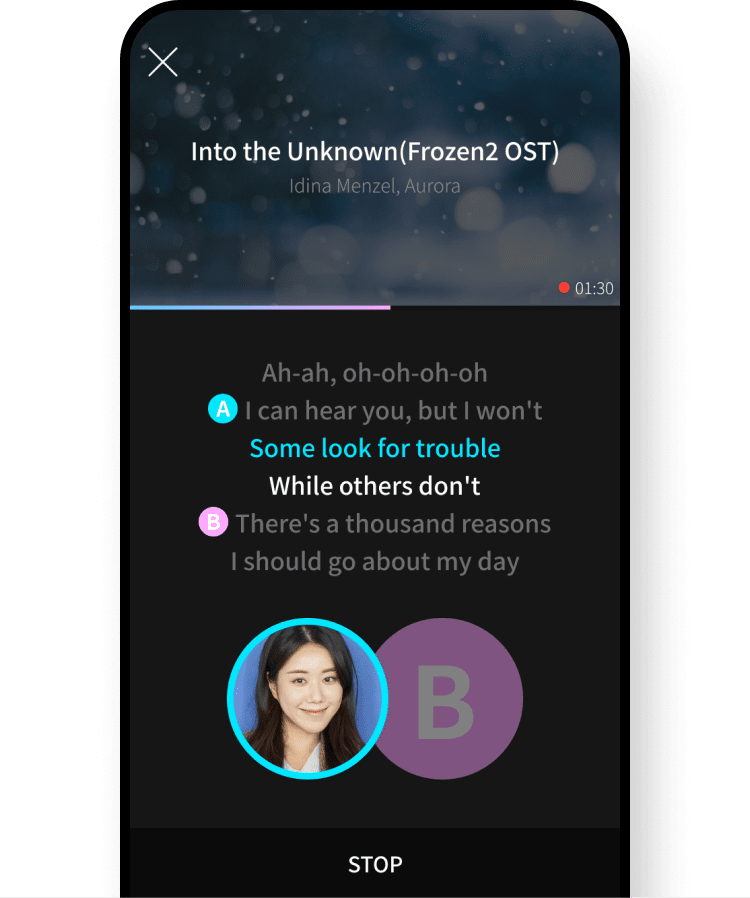 Into the Unknown(Frozen2 OST)
Idina Menzel, Aurora
01:30
Ah-ah, oh-oh-oh-oh
A I can hear you, but I won't
Some look for trouble
While others don't
B There's a thousand reasons
I should go about my day
B
STOP